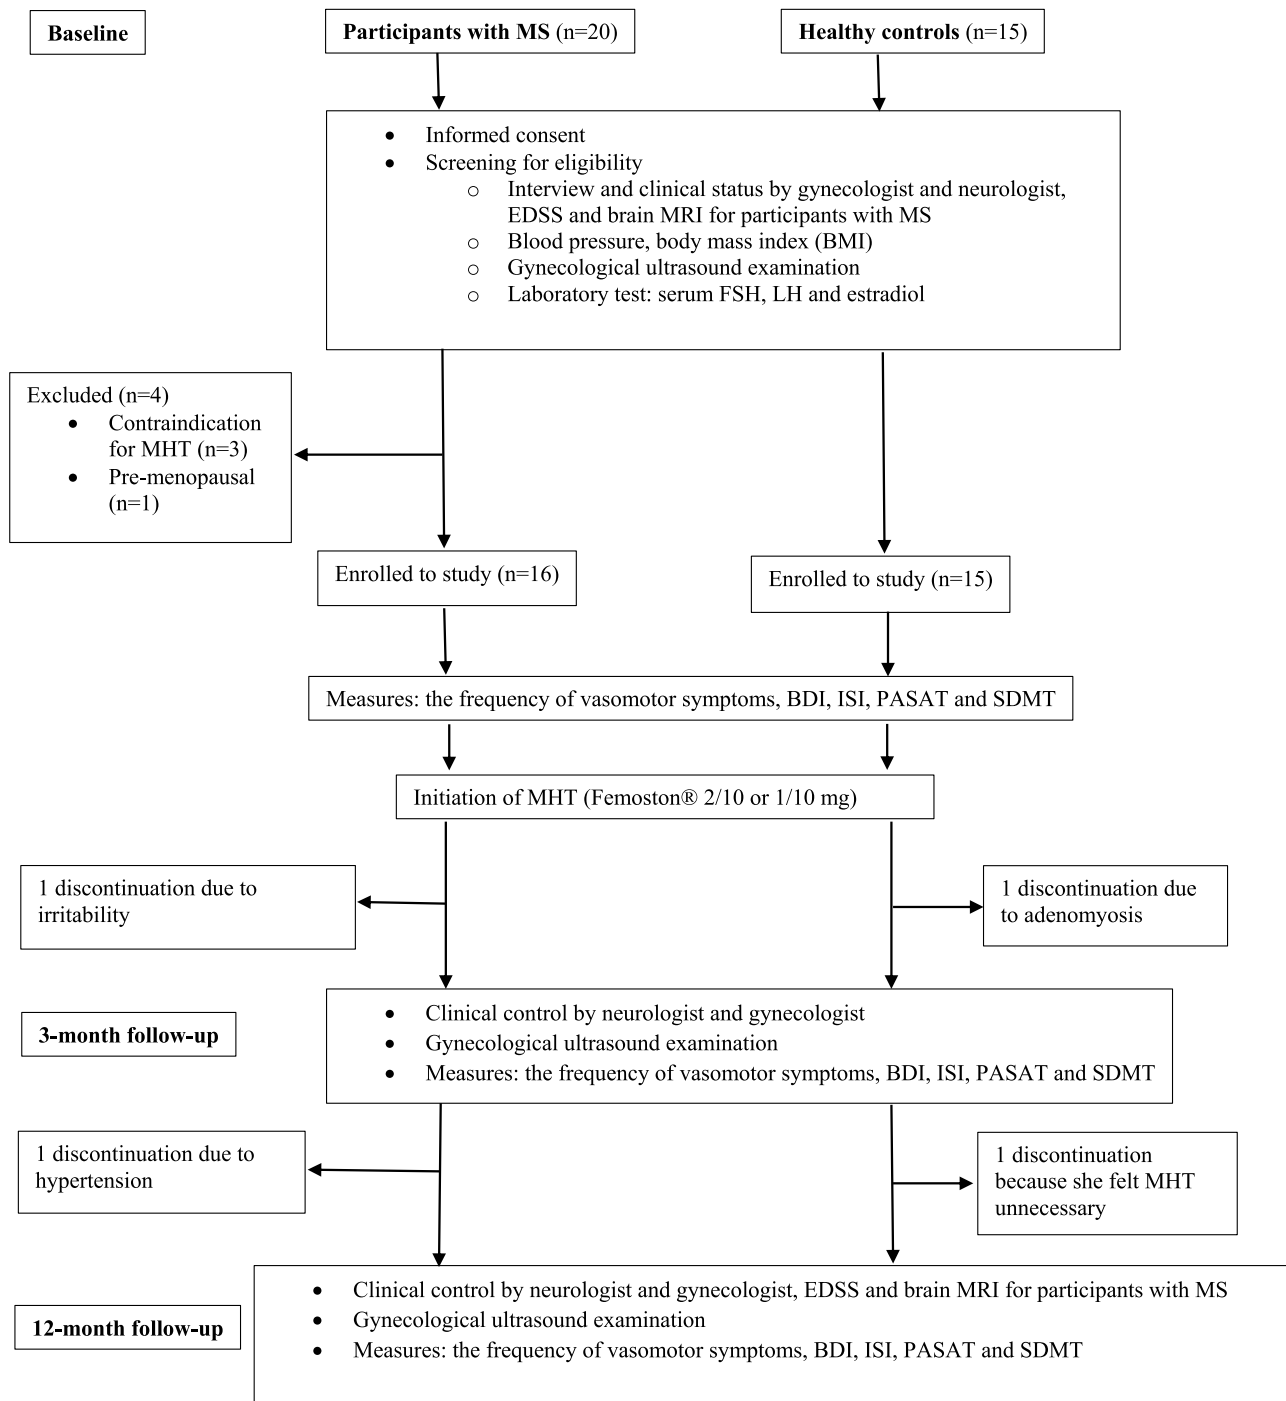 Baseline
Participants with MS (n=20)
Healthy controls (n=15)
• Informed consent
• Screening for eligibility
o Interview and clinical status by gynecologist and neurologist,
EDSS and brain MRI for participants with MS
o Blood pressure, body mass index (BMI)
o Gynecological ultrasound examination
o Laboratory test: serum FSH, LH and estradiol
Excluded (n=4)
• Contraindication
for MHT (n=3)
• Pre-menopausal
(n=1)
Enrolled to study (n=16)
Enrolled to study (n=15)
Measures: the frequency of vasomotor symptoms, BDI, ISI, PASAT and SDMT
Initiation of MHT (Femoston® 2/10 or 1/10 mg)
1 discontinuation due to
irritability
1 discontinuation due
to adenomyosis
3-month follow-up
• Clinical control by neurologist and gynecologist
• Gynecological ultrasound examination
• Measures: the frequency of vasomotor symptoms, BDI, ISI, PASAT and SDMT
1 discontinuation due to
hypertension
1 discontinuation
because she felt MHT
unnecessary
12-month follow-up
• Clinical control by neurologist and gynecologist, EDSS and brain MRI for participants with MS
• Gynecological ultrasound examination
• Measures: the frequency of vasomotor symptoms, BDI, ISI, PASAT and SDMT